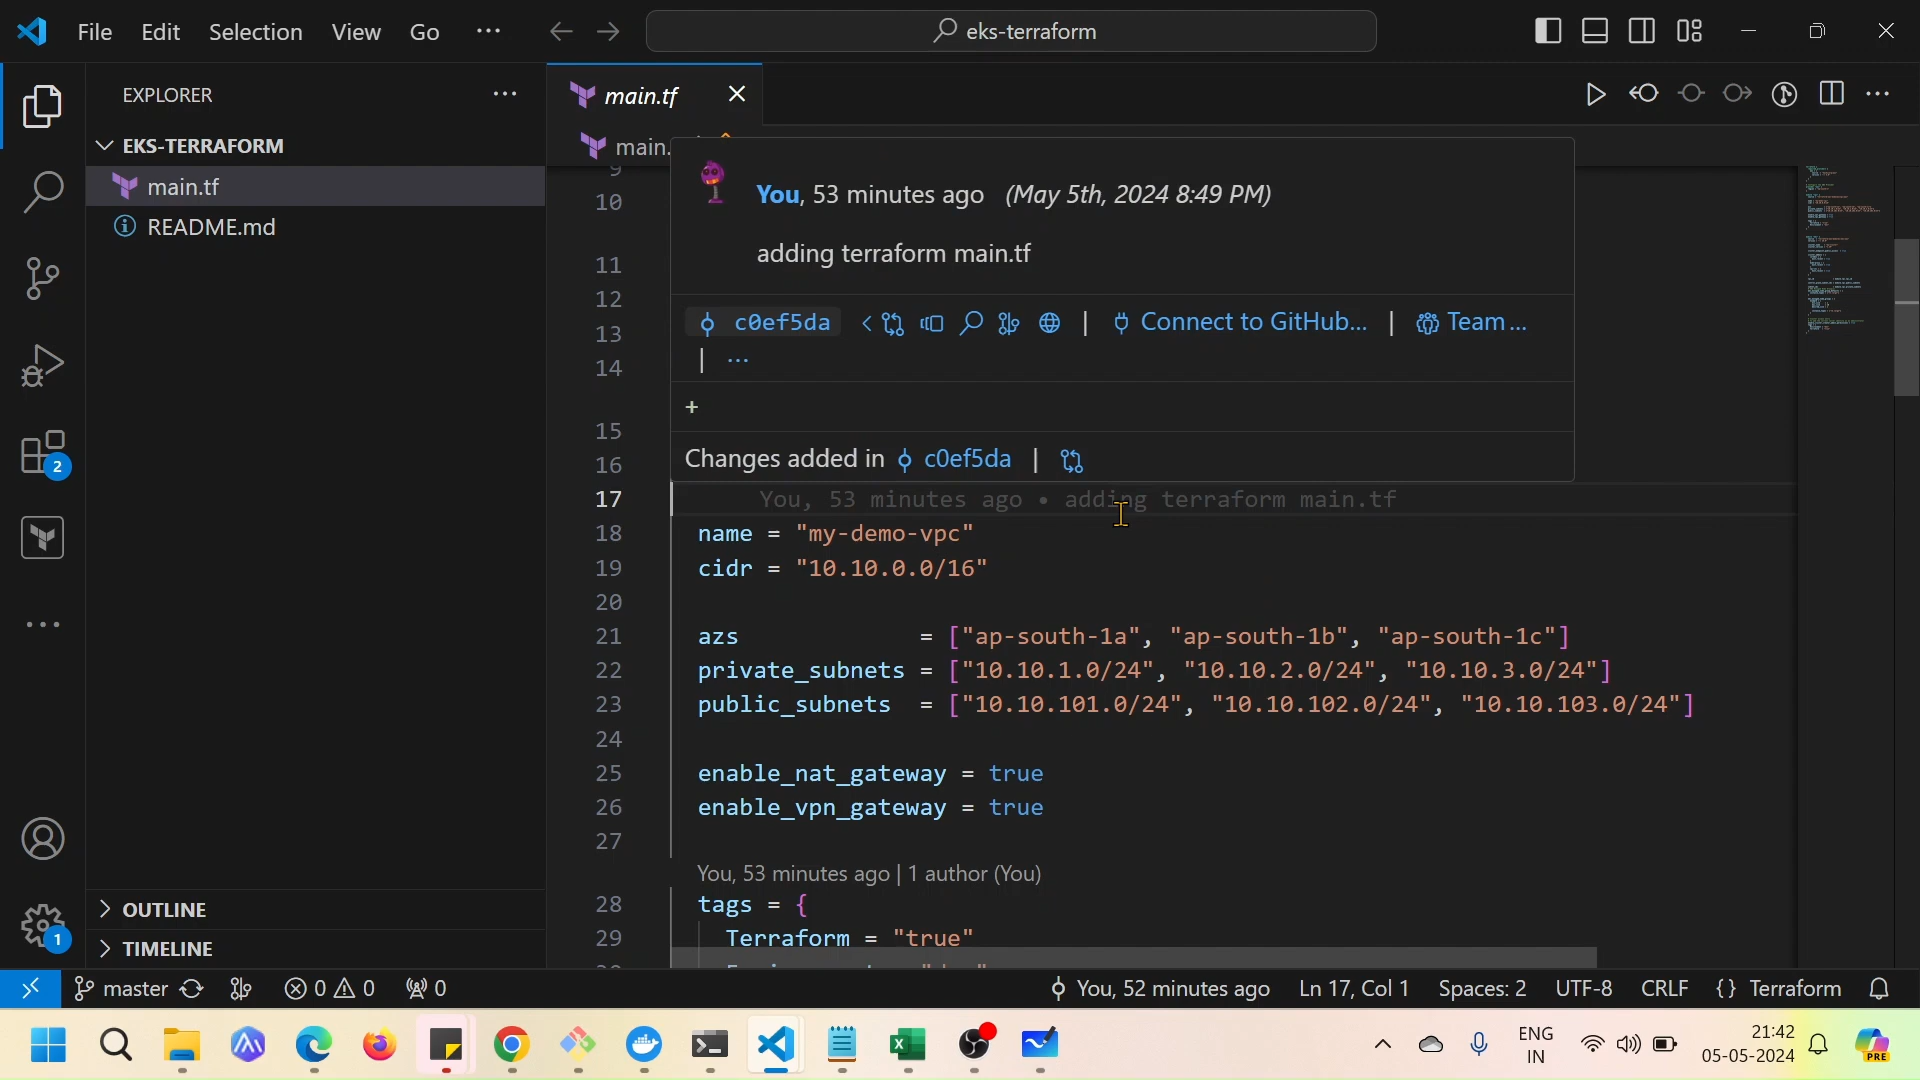 File Edit Selection View Go ··· eks-terraform
EXPLORER ···
EKS-TERRAFORM
main.tf
README.md
OUTLINE
TIMELINE
2
1
main.tf
main.
9
10
You, 53 minutes ago (May 5th, 2024 8:49 PM)
adding terraform main.tf
c0ef5da | Connect to GitHub... | Team ...
| ...
+
Changes added in c0ef5da |
11
12
13
14
15
16
17 You, 53 minutes ago • adding terraform main.tf
18 name = "my-demo-vpc"
19 cidr = "10.10.0.0/16"
20
21 azs = ["ap-south-1a", "ap-south-1b", "ap-south-1c"]
22 private_subnets = ["10.10.1.0/24", "10.10.2.0/24", "10.10.3.0/24"]
23 public_subnets = ["10.10.101.0/24", "10.10.102.0/24", "10.10.103.0/24"]
24
25 enable_nat_gateway = true
26 enable_vpn_gateway = true
27
You, 53 minutes ago | 1 author (You)
28 tags = {
29 Terraform = "true"
master 0 0 0 You, 52 minutes ago Ln 17, Col 1 Spaces: 2 UTF-8 CRLF {} Terraform
ENG
IN
21:42
05-05-2024
PRE